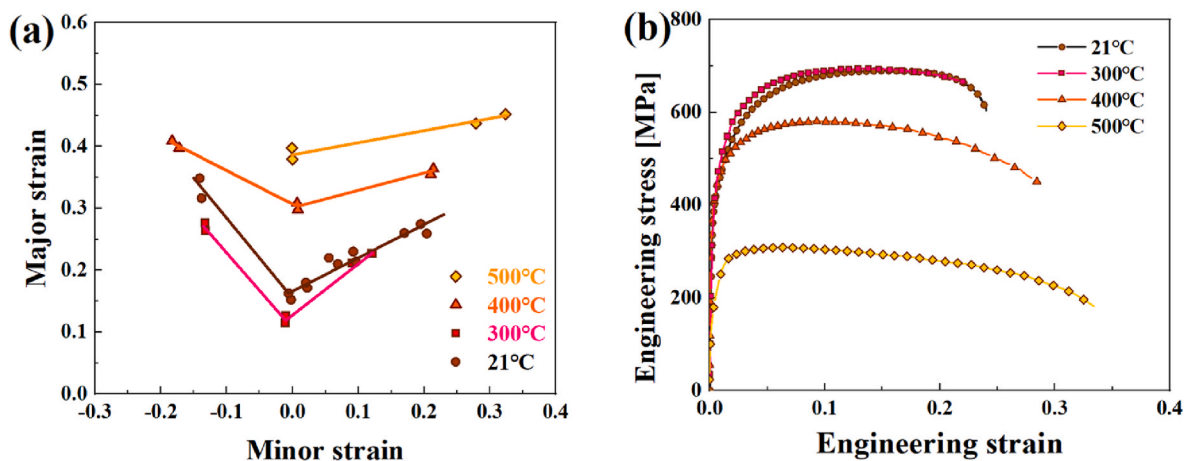 (a)
Major strain
0.6
0.5
0.4
0.3
0.2
0.1
0.0
500°C
400°C
300°C
21°C
-0.3 -0.2 -0.1 0.0 0.1 0.2 0.3 0.4
Minor strain
(b)
Engineering stress [MPa]
800
600
400
200
0
21°C
300°C
400°C
500°C
0.0 0.1 0.2 0.3 0.4
Engineering strain